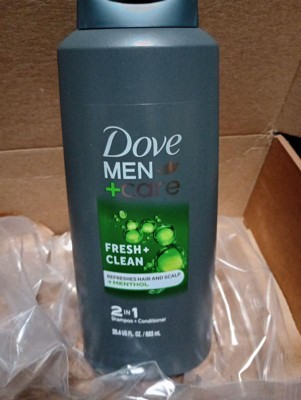 Dove
MEN
+care
FRESH+
CLEAN
REFRESHES HAIR AND SCALP
+ MENTHOL
2 IN 1
Shampoo + Conditioner